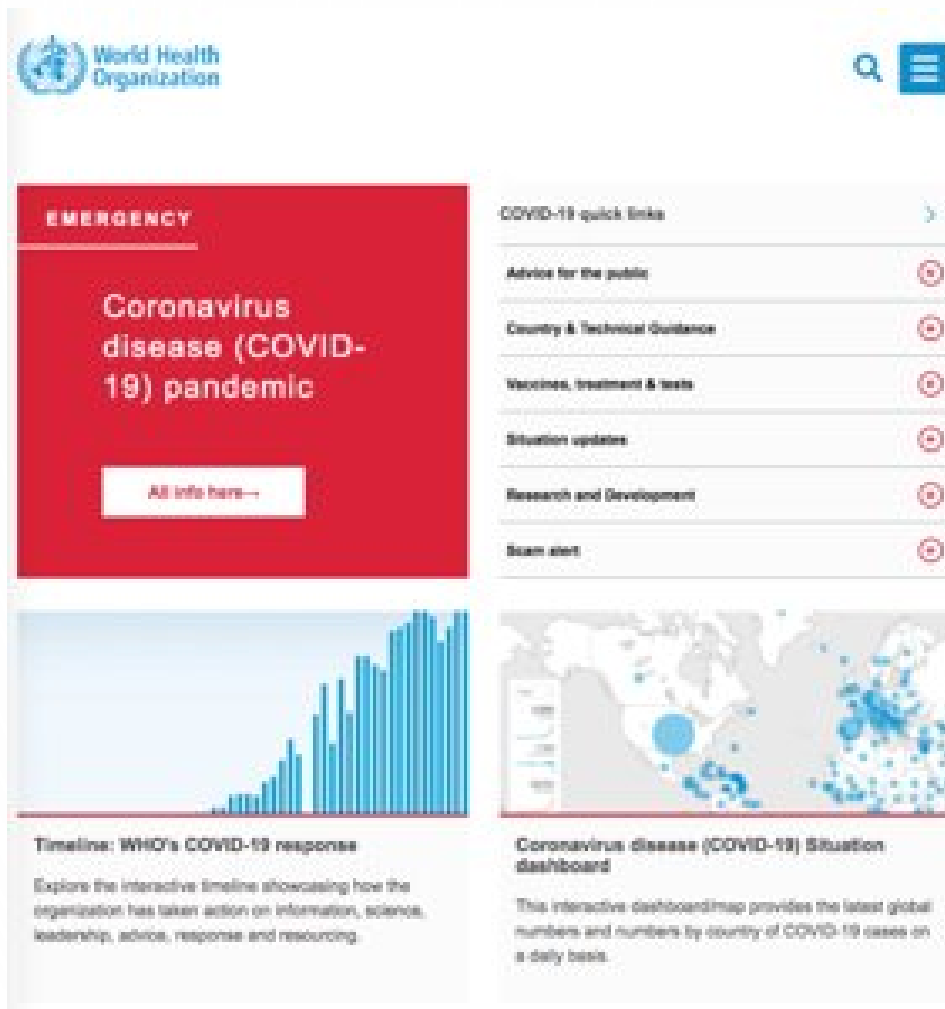 World Health
Organization
EMERGENCY
Coronavirus
disease (COVID-
19) pandemic
All info here→
COVID-19 quick links
Advice for the public
Country & Technical Guidance
Vaccines, treatment & tests
Situation updates
Research and Development
Scam alert
Timeline: WHO's COVID-19 response
Explore the interactive timeline showcasing how the
organization has taken action on information, science,
leadership, advice, response and resourcing.
Coronavirus disease (COVID-19) Situation
dashboard
This interactive dashboard/map provides the latest global
numbers and numbers by country of COVID-19 cases on
a daily basis.